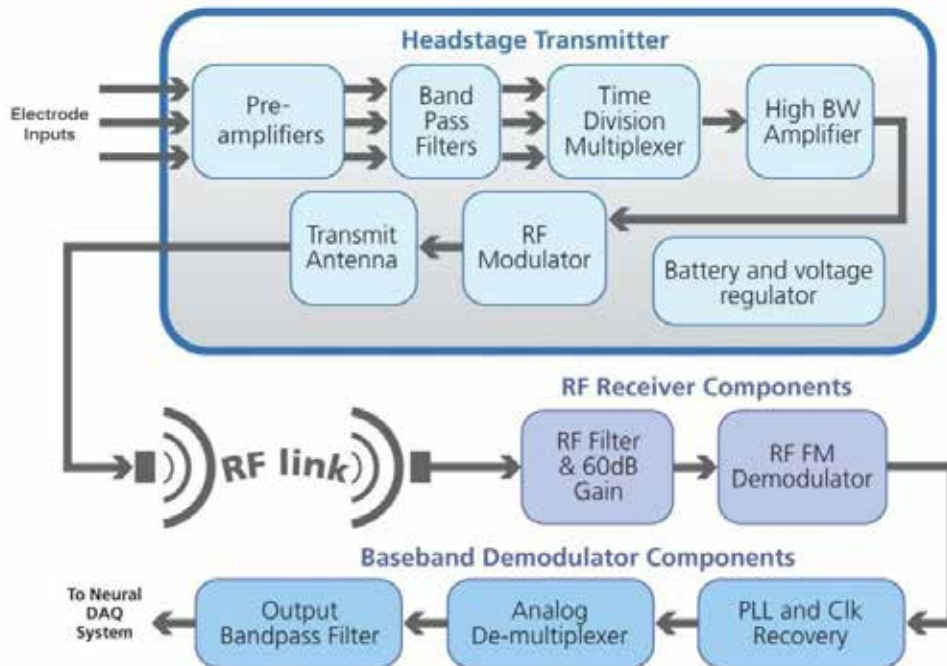 Headstage Transmitter
Electrode
Inputs
Pre-
amplifiers
Band
Pass
Filters
Time
Division
Multiplexer
High BW
Amplifier
Transmit
Antenna
RF
Modulator
Battery and voltage
regulator
RF Receiver Components
RF link
RF Filter
& 60dB
Gain
RF FM
Demodulator
Baseband Demodulator Components
To Neural
DAQ
System
Output
Bandpass Filter
Analog
De-multiplexer
PLL and Clk
Recovery